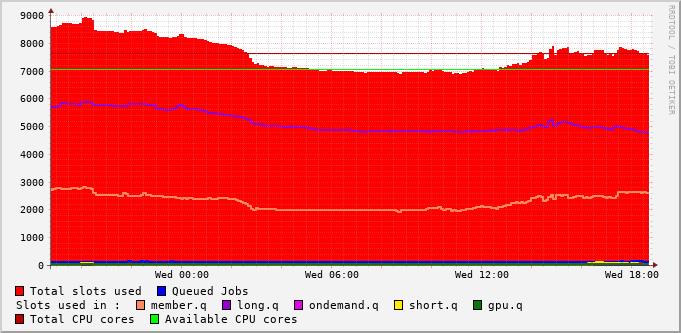 RRDTOOL / TOBI OETIKER
9000
8000
7000
6000
5000
4000
3000
2000
1000
0
Wed 00:00 Wed 06:00 Wed 12:00 Wed 18:00
Total slots used Queued Jobs
Slots used in : member.q long.q ondemand.q short.q gpu.q
Total CPU cores Available CPU cores